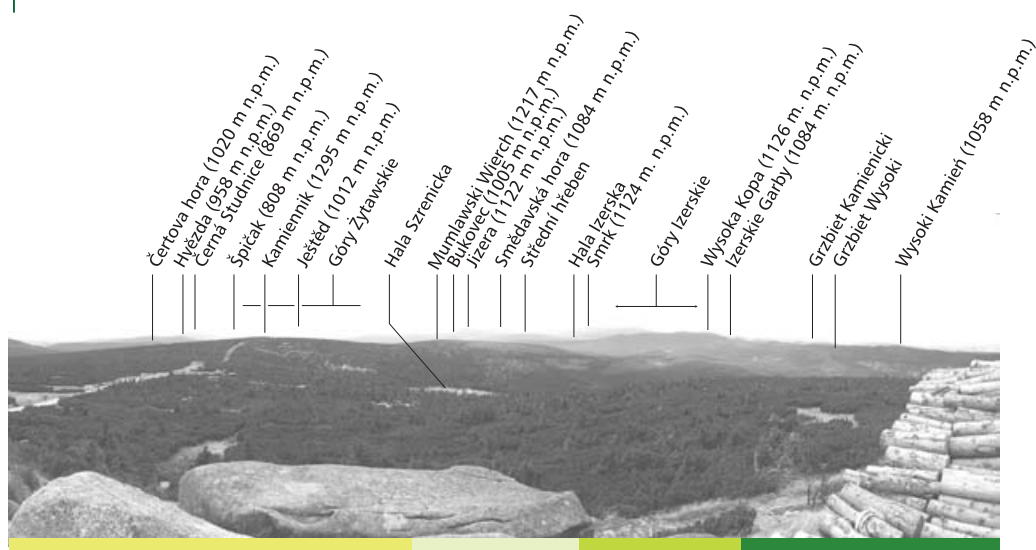 Čertova hora (1020 m n.p.m.)
Hvězda (958 m n.p.m.)
Černá Studnice (869 m n.p.m.)
Špičak (808 m n.p.m.)
Kamiennik (1295 m n.p.m.)
Ještěd (1012 m n.p.m.)
Góry Żytawskie
Hala Szrenicka
Mumlawski Wierch (1217 m n.p.m.)
Bukovec (1005 m n.p.m.)
Jizera (1122 m n.p.m.)
Smědavská hora (1084 m n.p.m.)
Střední hřeben
Hala Izerska
Smrk (1124 m. n.p.m.)
Góry Izerskie
Wysoka Kopa (1126 m. n.p.m.)
Izerskie Garby (1084 m. n.p.m.)
Grzbiet Kamienicki
Grzbiet Wysoki
Wysoki Kamień (1058 m n.p.m.)